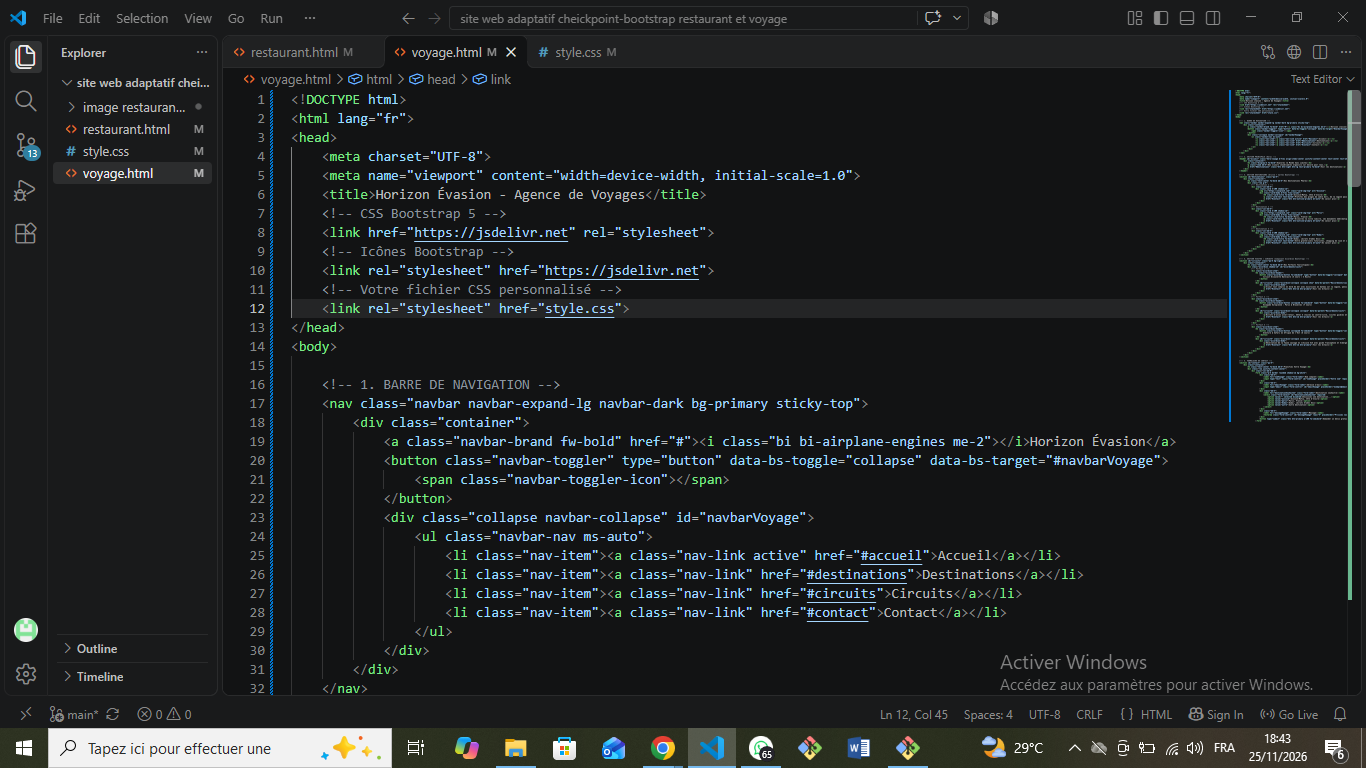 File Edit Selection View Go Run ···
site web adaptatif cheickpoint-bootstrap restaurant et voyage
Explorer ···
site web adaptatif chei...
image restauran...
restaurant.html M
# style.css M
voyage.html M
13
Outline
Timeline
restaurant.html M
voyage.html M
# style.css M
voyage.html > html > head > link
Text Editor
1 <!DOCTYPE html>
2 <html lang="fr">
3 <head>
4 <meta charset="UTF-8">
5 <meta name="viewport" content="width=device-width, initial-scale=1.0">
6 <title>Horizon Évasion - Agence de Voyages</title>
7 <!-- CSS Bootstrap 5 -->
8 <link href="https://jsdelivr.net" rel="stylesheet">
9 <!-- Icônes Bootstrap -->
10 <link rel="stylesheet" href="https://jsdelivr.net">
11 <!-- Votre fichier CSS personnalisé -->
12 <link rel="stylesheet" href="style.css">
13 </head>
14 <body>
15
16 <!-- 1. BARRE DE NAVIGATION -->
17 <nav class="navbar navbar-expand-lg navbar-dark bg-primary sticky-top">
18 <div class="container">
19 <a class="navbar-brand fw-bold" href="#"><i class="bi bi-airplane-engines me-2"></i>Horizon Évasion</a>
20 <button class="navbar-toggler" type="button" data-bs-toggle="collapse" data-bs-target="#navbarVoyage">
21 <span class="navbar-toggler-icon"></span>
22 </button>
23 <div class="collapse navbar-collapse" id="navbarVoyage">
24 <ul class="navbar-nav ms-auto">
25 <li class="nav-item"><a class="nav-link active" href="#accueil">Accueil</a></li>
26 <li class="nav-item"><a class="nav-link" href="#destinations">Destinations</a></li>
27 <li class="nav-item"><a class="nav-link" href="#circuits">Circuits</a></li>
28 <li class="nav-item"><a class="nav-link" href="#contact">Contact</a></li>
29 </ul>
30 </div>
31 </div>
32 </nav>
Activer Windows
Accédez aux paramètres pour activer Windows.
main* 0 0
Ln 12, Col 45 Spaces: 4 UTF-8 CRLF { } HTML Sign In Go Live
Tapez ici pour effectuer une
65
29°C
FRA
18:43
25/11/2026
6